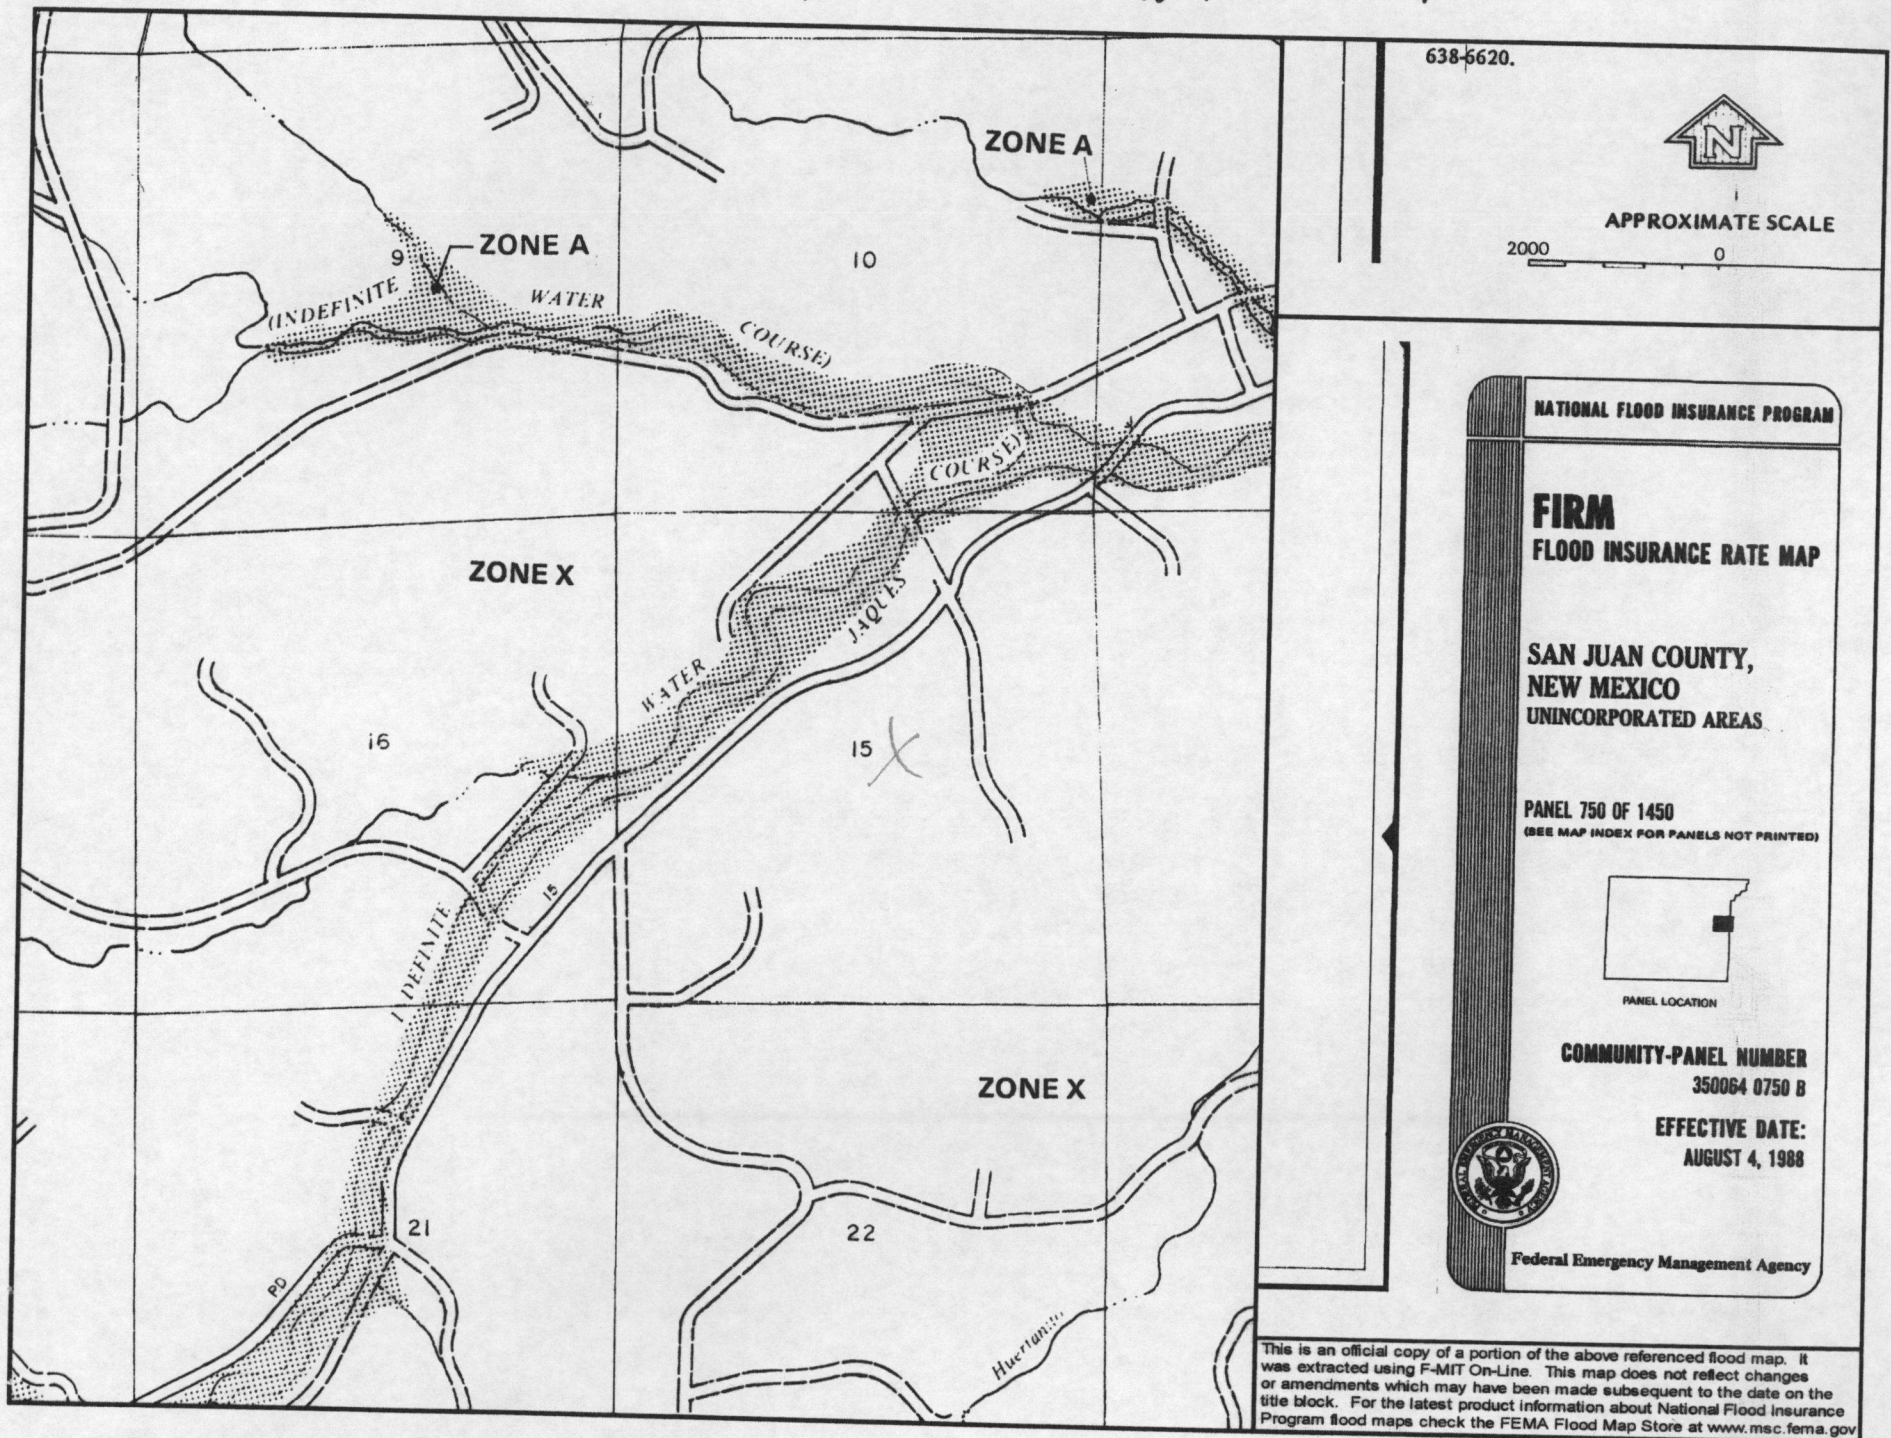 638-6620.
N
APPROXIMATE SCALE
2000 0
ZONE A
9
ZONE A
10
(INDEFINITE
WATER
COURSE)
COURSE)
ZONE X
JAQUES
WATER
16
15
15
I DEFINITE
ZONE X
21
22
PD
NATIONAL FLOOD INSURANCE PROGRAM
FIRM
FLOOD INSURANCE RATE MAP
SAN JUAN COUNTY,
NEW MEXICO
UNINCORPORATED AREAS
PANEL 750 OF 1450
(SEE MAP INDEX FOR PANELS NOT PRINTED)
PANEL LOCATION
COMMUNITY-PANEL NUMBER
350064 0750 B
EFFECTIVE DATE:
AUGUST 4, 1988
Federal Emergency Management Agency
This is an official copy of a portion of the above referenced flood map. It
was extracted using F-MIT On-Line. This map does not reflect changes
or amendments which may have been made subsequent to the date on the
title block. For the latest product information about National Flood Insurance
Program flood maps check the FEMA Flood Map Store at www.msc.fema.gov